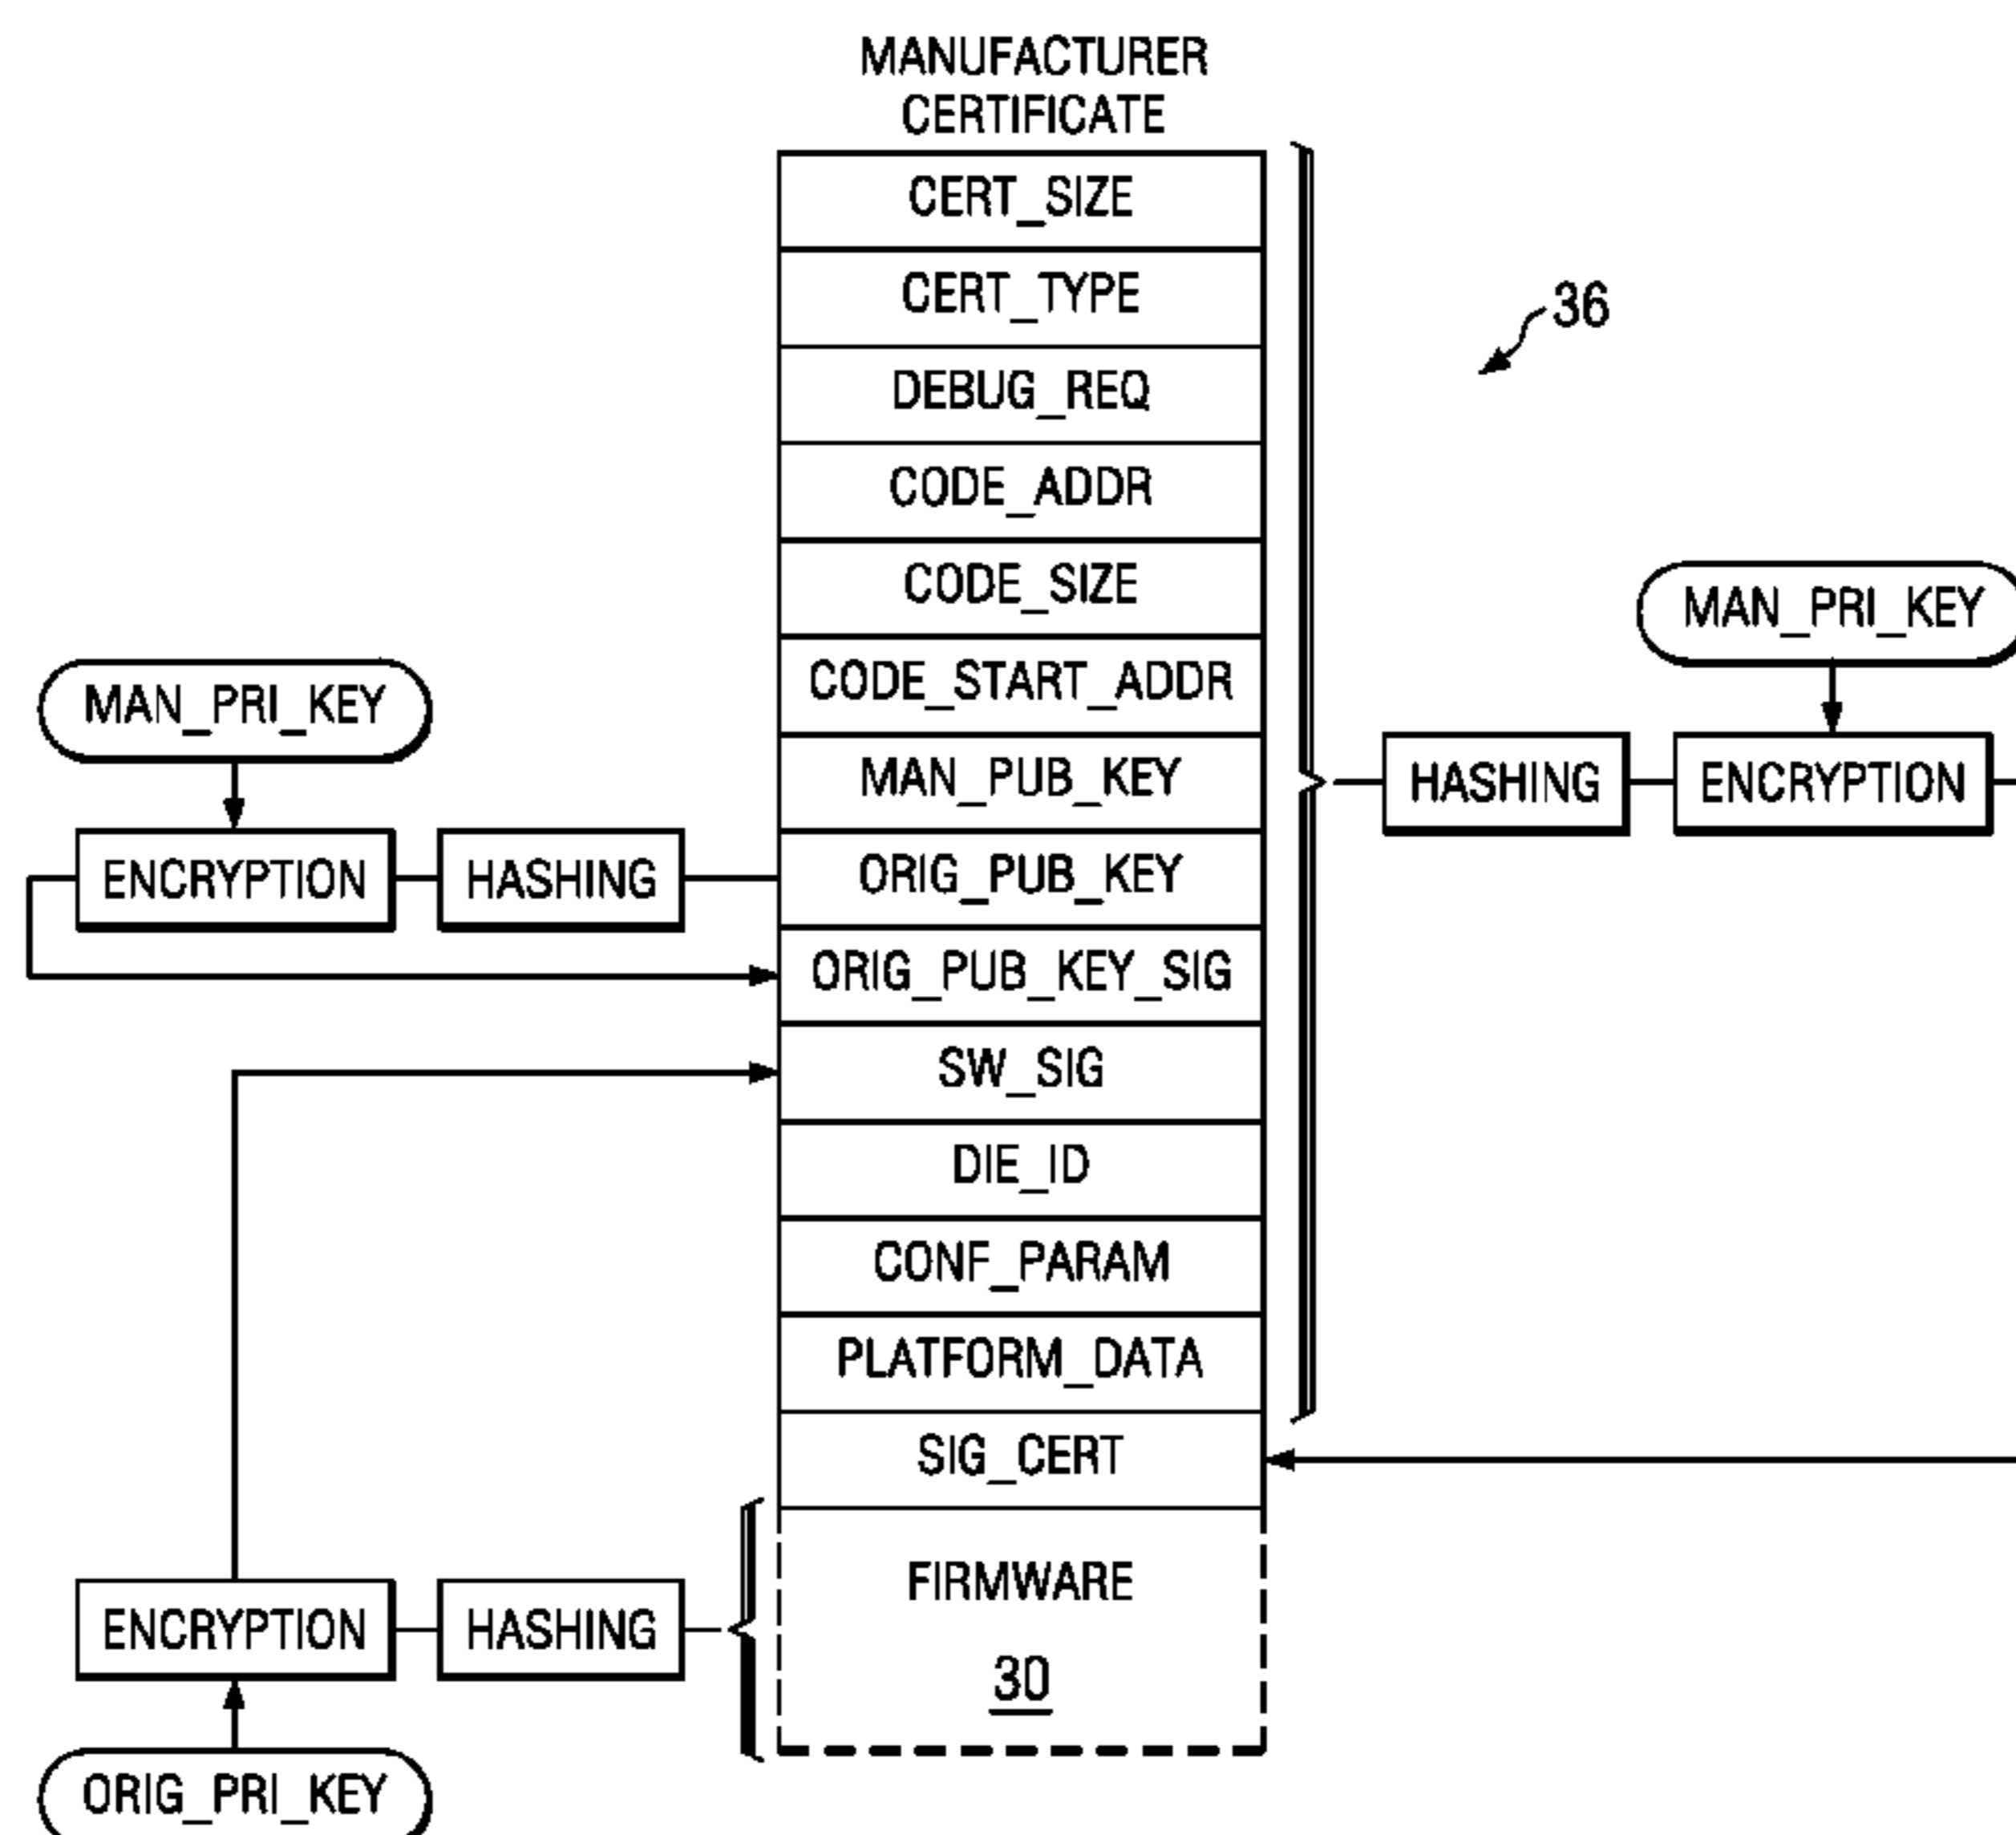 MANUFACTURER
CERTIFICATE
CERT_SIZE
CERT_TYPE
36
DEBUG_REQ
CODE_ADDR
CODE_SIZE
MAN_PRI_KEY
CODE_START_ADDR
MAN_PRI_KEY
MAN_PUB_KEY
HASHING
ENCRYPTION
ENCRYPTION
HASHING
ORIG_PUB_KEY
ORIG_PUB_KEY_SIG
SW_SIG
DIE_ID
CONF_PARAM
PLATFORM_DATA
SIG_CERT
FIRMWARE
ENCRYPTION
HASHING
30
ORIG_PRI_KEY